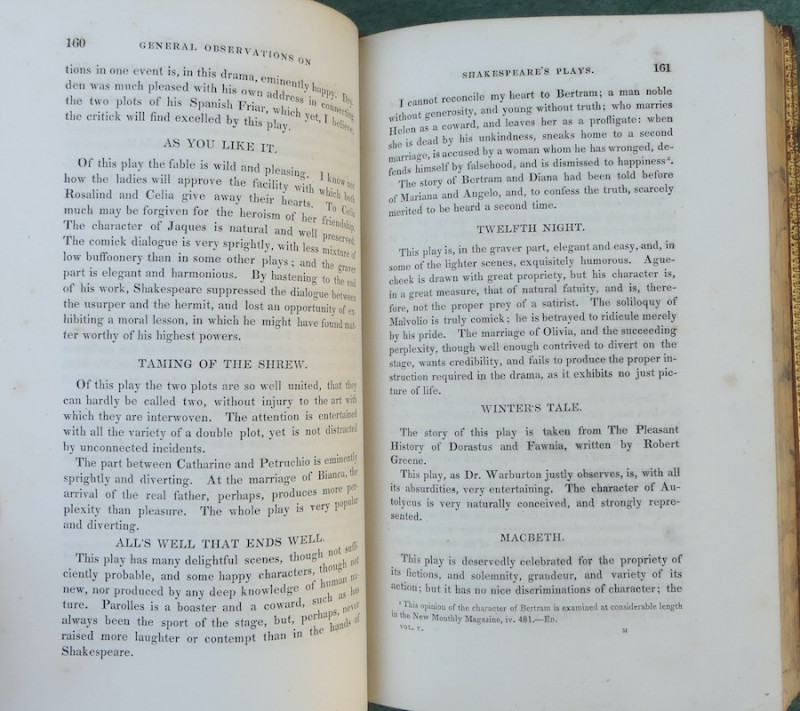 160
GENERAL OBSERVATIONS ON
tions in one event is, in this drama, eminently happy. Dry-
den was much pleased with his own address in connecting
the two plots of his Spanish Friar, which yet, I believe,
the critick will find excelled by this play.
AS YOU LIKE IT.
Of this play the fable is wild and pleasing. I know not
how the ladies will approve the facility with which both
Rosalind and Celia give away their hearts. To Celia
much may be forgiven for the heroism of her friendship.
The character of Jaques is natural and well preserved.
The comick dialogue is very sprightly, with less mixture of
low buffoonery than in some other plays; and the graver
part is elegant and harmonious. By hastening to the end
of his work, Shakespeare suppressed the dialogue between
the usurper and the hermit, and lost an opportunity of ex-
hibiting a moral lesson, in which he might have found mat-
ter worthy of his highest powers.
TAMING OF THE SHREW.
Of this play the two plots are so well united, that they
can hardly be called two, without injury to the art with
which they are interwoven. The attention is entertained
with all the variety of a double plot, yet is not distracted
by unconnected incidents.
The part between Catharine and Petruchio is eminently
sprightly and diverting. At the marriage of Bianca, the
arrival of the real father, perhaps, produces more per-
plexity than pleasure. The whole play is very popular
and diverting.
ALL'S WELL THAT ENDS WELL.
This play has many delightful scenes, though not suffi-
ciently probable, and some happy characters, though not
new, nor produced by any deep knowledge of human na-
ture. Parolles is a boaster and a coward, such as has
always been the sport of the stage, but, perhaps, never
raised more laughter or contempt than in the hands of
Shakespeare.
SHAKESPEARE'S PLAYS.
161
I cannot reconcile my heart to Bertram; a man noble
without generosity, and young without truth; who marries
Helen as a coward, and leaves her as a profligate: when
she is dead by his unkindness, sneaks home to a second
marriage, is accused by a woman whom he has wronged, de-
fends himself by falsehood, and is dismissed to happiness ª.
The story of Bertram and Diana had been told before
of Mariana and Angelo, and, to confess the truth, scarcely
merited to be heard a second time.
TWELFTH NIGHT.
This play is, in the graver part, elegant and easy, and, in
some of the lighter scenes, exquisitely humorous. Ague-
cheek is drawn with great propriety, but his character is,
in a great measure, that of natural fatuity, and is, there-
fore, not the proper prey of a satirist. The soliloquy of
Malvolio is truly comick; he is betrayed to ridicule merely
by his pride. The marriage of Olivia, and the succeeding
perplexity, though well enough contrived to divert on the
stage, wants credibility, and fails to produce the proper in-
struction required in the drama, as it exhibits no just pic-
ture of life.
WINTER'S TALE.
The story of this play is taken from The Pleasant
History of Dorastus and Fawnia, written by Robert
Greene.
This play, as Dr. Warburton justly observes, is, with all
its absurdities, very entertaining. The character of Au-
tolycus is very naturally conceived, and strongly repre-
sented.
MACBETH.
This play is deservedly celebrated for the propriety of
its fictions, and solemnity, grandeur, and variety of its
action; but it has no nice discriminations of character; the
ª This opinion of the character of Bertram is examined at considerable length
in the New Monthly Magazine, iv. 481.—ED.
VOL. V.
M